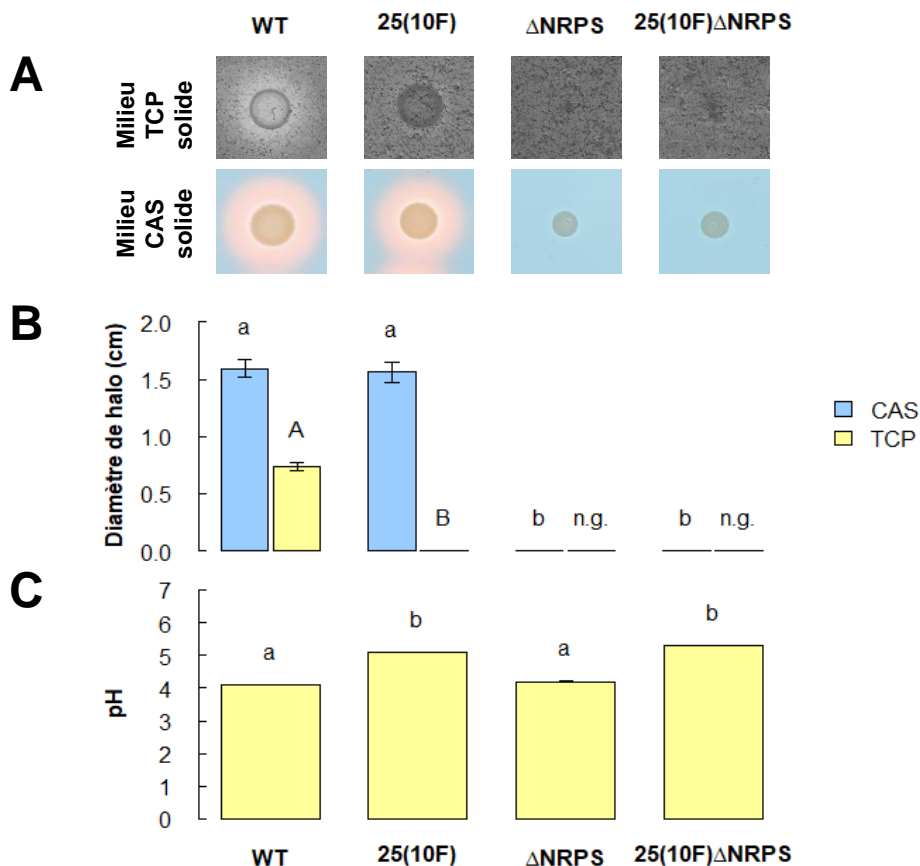 WT 25(10F) ΔNRPS 25(10F)ΔNRPS
A
Milieu
TCP
solide
Milieu
CAS
solide
B
Diamètre de halo (cm)
2.0
1.5
1.0
0.5
0.0
a
A
a
B
b
n.g.
b
n.g.
CAS
TCP
C
pH
7
6
5
4
3
2
1
0
a
b
a
b
WT 25(10F) ΔNRPS 25(10F)ΔNRPS